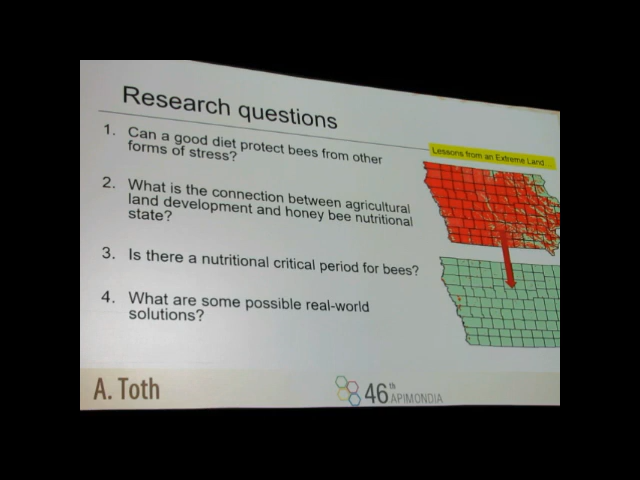 Research questions
1. Can a good diet protect bees from other
forms of stress?
Lessons from an Extreme Land
2. What is the connection between agricultural
land development and honey bee nutritional
state?
3. Is there a nutritional critical period for bees?
4. What are some possible real-world
solutions?
A. Toth
46th APIMONDIA